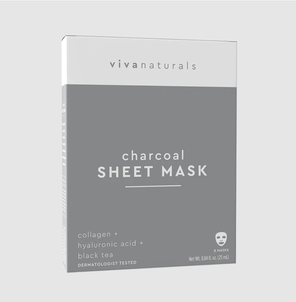 vivanaturals
charcoal
SHEET MASK
collagen +
hyaluronic acid +
black tea
DERMATOLOGIST TESTED